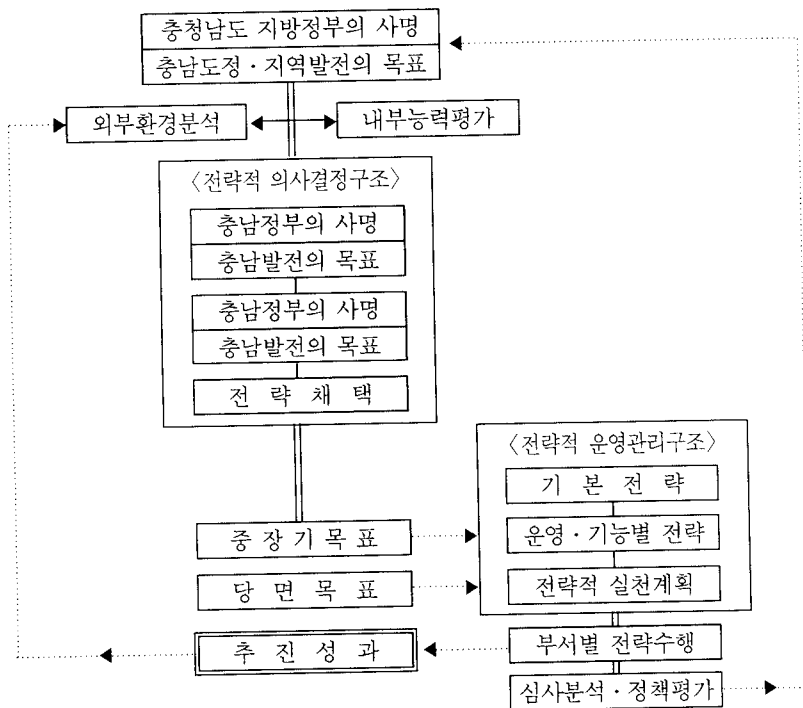 충청남도 지방정부의 사명
충남도정·지역발전의 목표
외부환경분석
내부능력평가
〈전략적 의사결정구조〉
충남정부의 사명
충남발전의 목표
충남정부의 사명
충남발전의 목표
전 략 채 택
〈전략적 운영관리구조〉
기 본 전 략
운영·기능별 전략
전략적 실천계획
중 장 기 목 표
당 면 목 표
추 진 성 과
부서별 전략수행
심사분석·정책평가